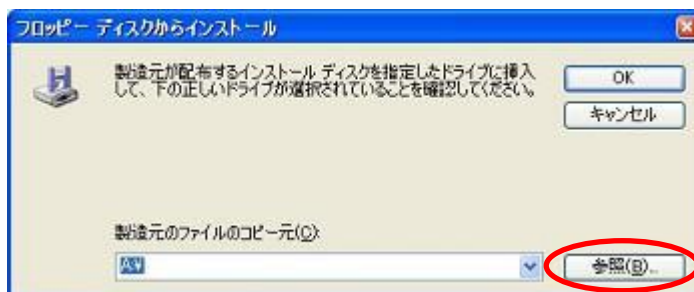 フロッピー ディスクからインストール
製造元が配布するインストール ディスクを指定したドライブに挿入
して、下の正しいドライブが選択されていることを確認してください。
OK
キャンセル
製造元のファイルのコピー元(C):
A:¥
参照(B)...